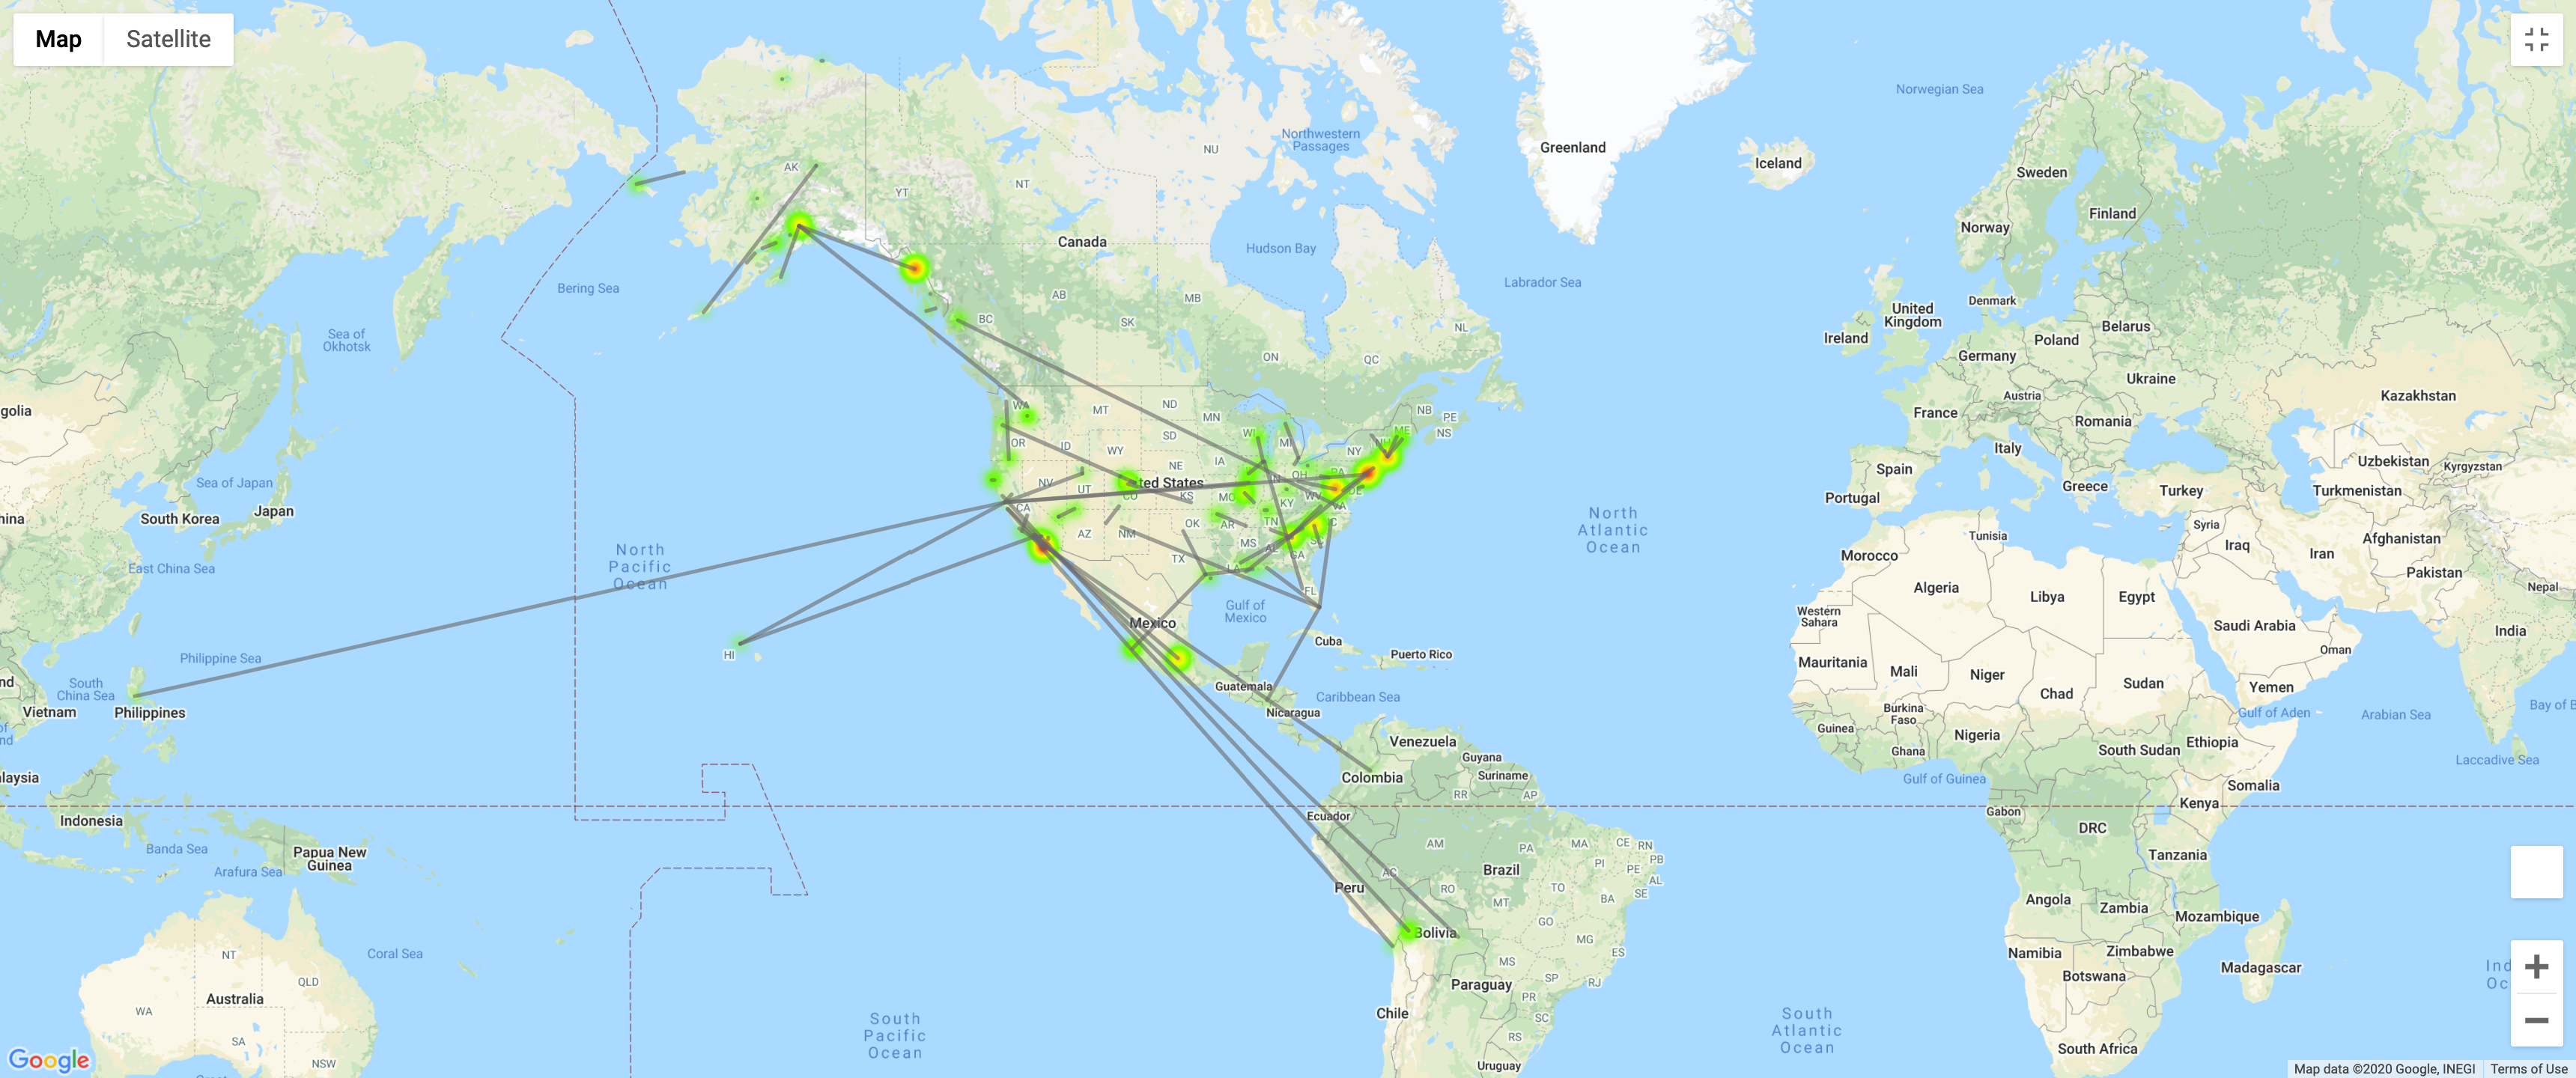 Map Satellite
Norwegian Sea
Northwestern
Passages
NU
Greenland
Iceland
Sweden
AK
YT
NT
Finland
Norway
Canada
Hudson Bay
Bering Sea
Labrador Sea
AB
MB
Denmark
United
Kingdom
BC
SK
NL
Sea of
Okhotsk
Ireland
Belarus
Poland
ON
QC
Germany
Ukraine
Austria
Kazakhstan
golia
WA
MT
ND
MN
NB
PE
NS
France
Romania
OR
ID
WY
SD
WI
MI
NY
NH
ME
Italy
Uzbekistan
Kyrgyzstan
Sea of Japan
NV
UT
NE
IA
OH
PA
Spain
Greece
Turkey
Turkmenistan
South Korea
Japan
ted States
CO
KS
MO
IN
KY
WV
VA
DE
Portugal
hina
CA
AZ
NM
OK
AR
TN
North
Atlantic
Ocean
Tunisia
Syria
Iraq
Afghanistan
Morocco
Iran
Pakistan
Nepal
East China Sea
North
Pacific
Ocean
TX
LA
MS
AL
GA
SC
FL
Algeria
Libya
Egypt
Western
Sahara
Gulf of
Mexico
Mexico
Cuba
Puerto Rico
Saudi Arabia
India
Oman
Philippine Sea
HI
Mauritania
Mali
Niger
Chad
Sudan
Yemen
South
China Sea
nd
Vietnam
Philippines
Guatemala
Caribbean Sea
Nicaragua
Burkina
Faso
Gulf of Aden
Arabian Sea
Bay of B
Guinea
Ghana
Nigeria
South Sudan
Ethiopia
Venezuela
Guyana
Suriname
Laccadive Sea
alaysia
Colombia
RR
AP
Gulf of Guinea
Somalia
Kenya
Indonesia
Ecuador
Gabon
DRC
Banda Sea
Papua New
Guinea
Arafura Sea
AM
PA
MA
CE
RN
PB
PE
PI
AL
SE
Tanzania
AC
RO
Brazil
TO
BA
Peru
MT
GO
Angola
Zambia
Mozambique
Bolivia
MG
ES
Coral Sea
NT
QLD
Namibia
Zimbabwe
Botswana
Madagascar
MS
SP
RJ
Paraguay
PR
SC
Australia
WA
SA
NSW
Chile
RS
Uruguay
South
Pacific
Ocean
South
Atlantic
Ocean
South Africa
Ind
Oc
Google
Map data ©2020 Google, INEGI Terms of Use